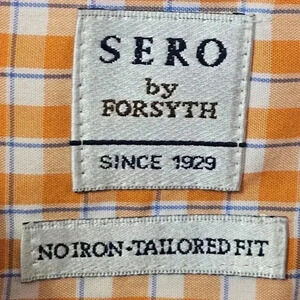 SERO
by
FORSYTH
SINCE 1929
NO IRON-TAILORED FIT